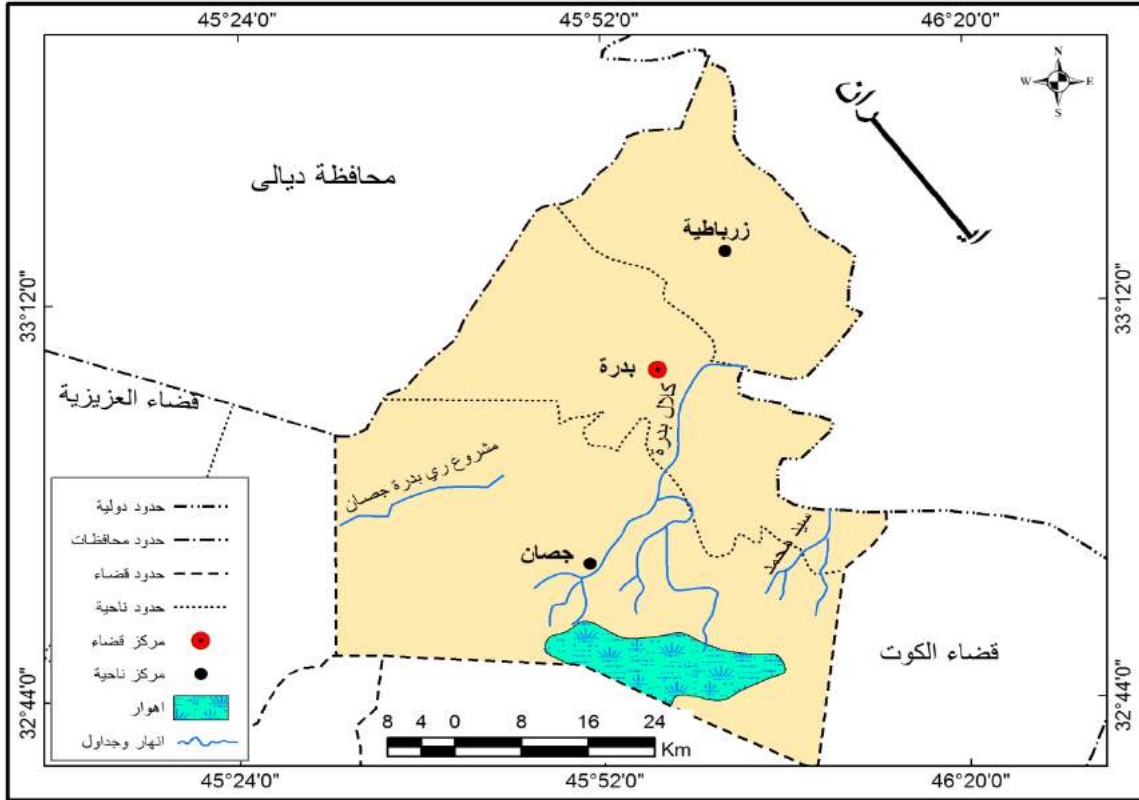 45°24'0"
45°52'0"
46°20'0"
N
W
E
S
محافظة ديالى
زرباطية
33°12'0"
33°12'0"
بدرة
كلال بدرة
قضاء العزيزية
مشروع ري بدرة جصان
جصان
قضاء الكوت
حدود دولية
حدود محافظات
حدود قضاء
حدود ناحية
مركز قضاء
مركز ناحية
اهوار
انهار وجداول
32°44'0"
32°44'0"
8 4 0 8 16 24
Km
45°24'0"
45°52'0"
46°20'0"